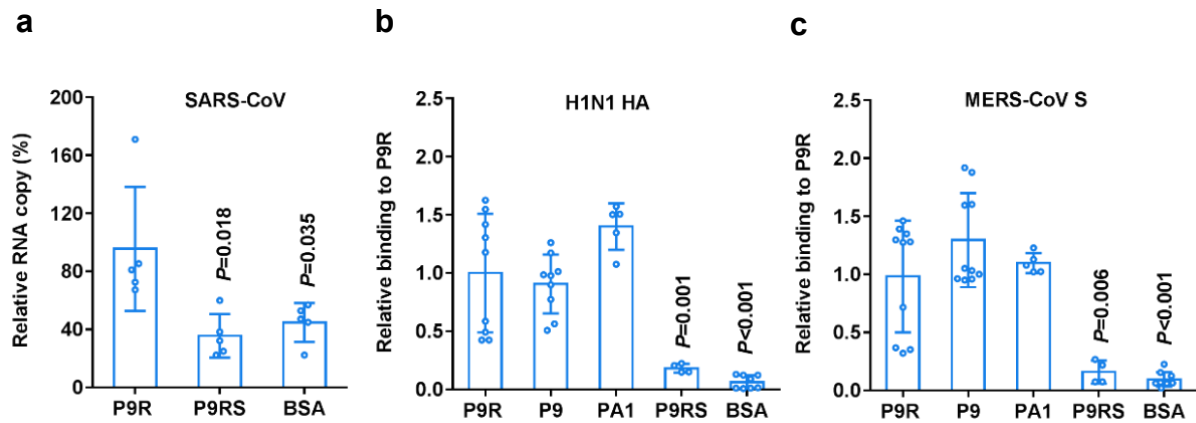 a
SARS-CoV
Relative RNA copy (%)
200
160
120
80
40
0
P=0.018
P=0.035
P9R P9RS BSA
b
H1N1 HA
Relative binding to P9R
2.5
2.0
1.5
1.0
0.5
0.0
P=0.001
P<0.001
P9R P9 PA1 P9RS BSA
c
MERS-CoV S
Relative binding to P9R
2.5
2.0
1.5
1.0
0.5
0.0
P=0.006
P<0.001
P9R P9 PA1 P9RS BSA